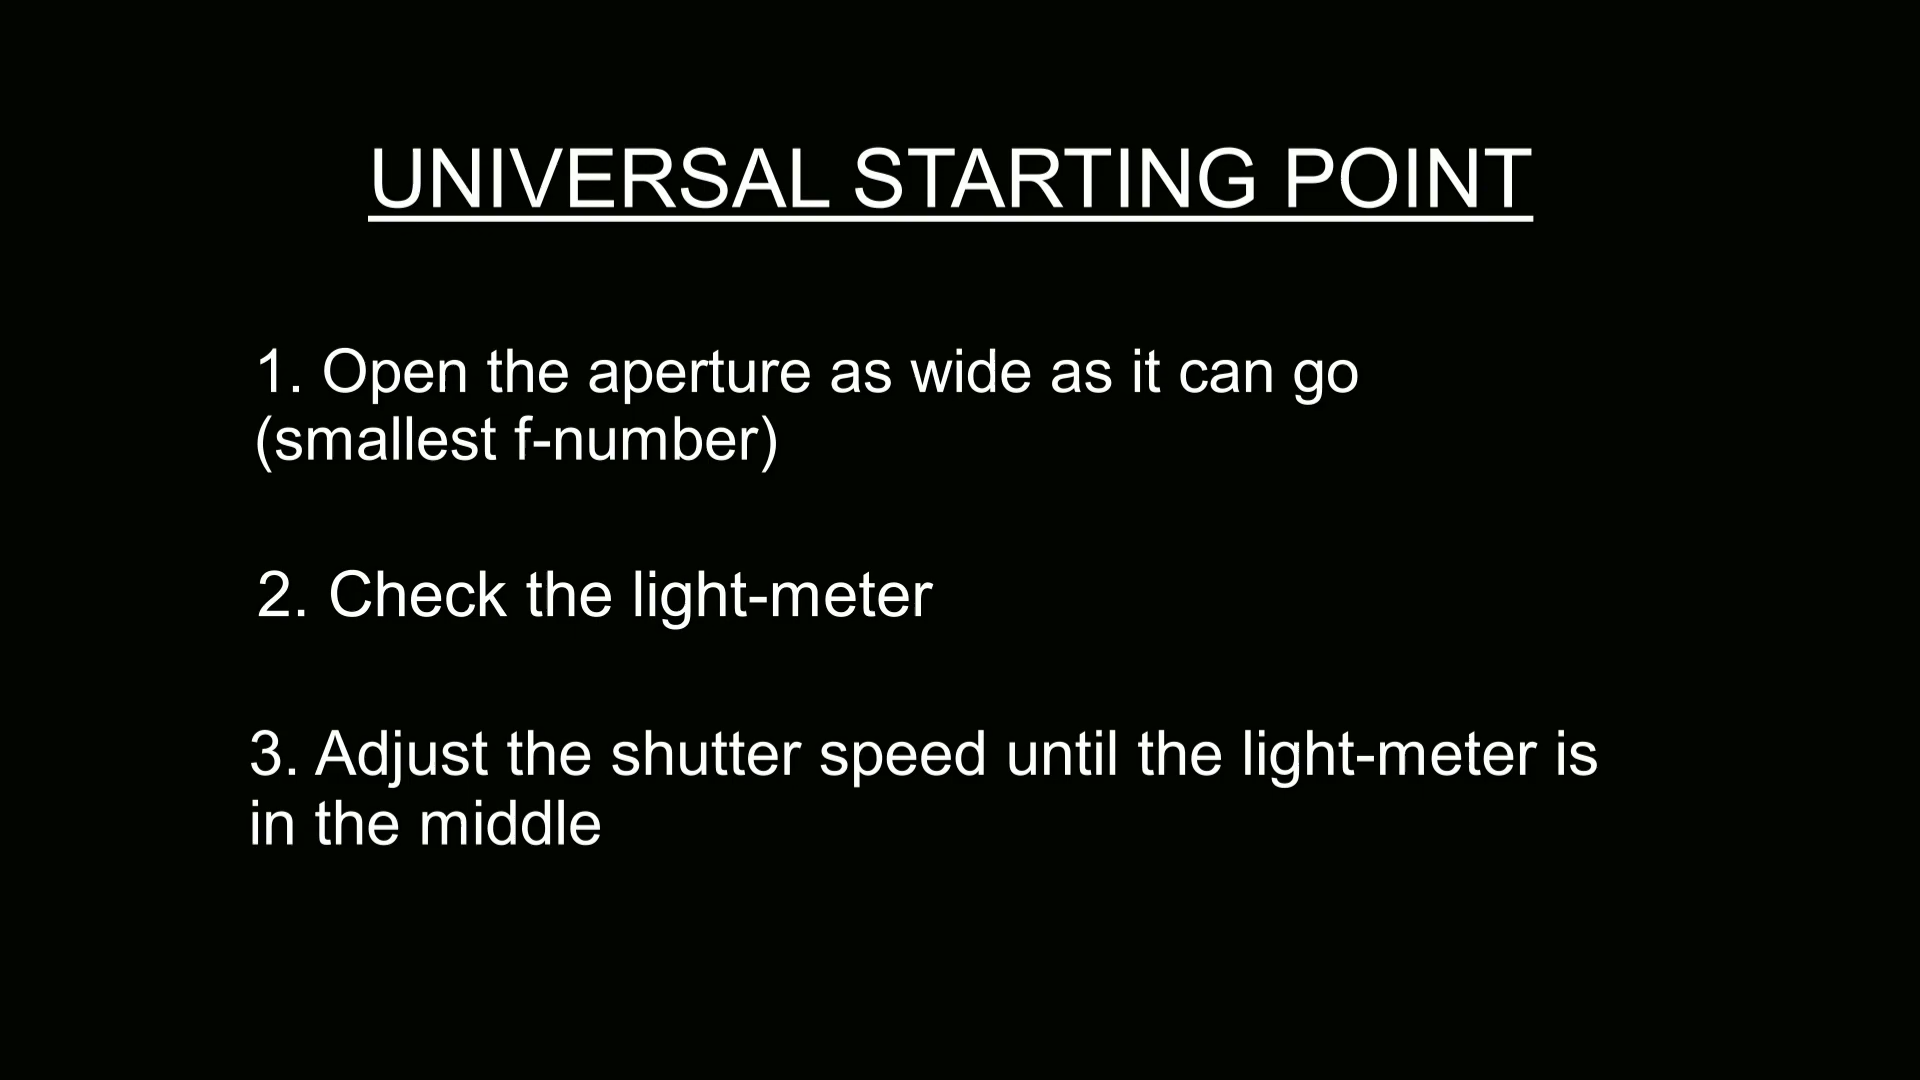 UNIVERSAL STARTING POINT
1. Open the aperture as wide as it can go
(smallest f-number)
2. Check the light-meter
3. Adjust the shutter speed until the light-meter is
in the middle